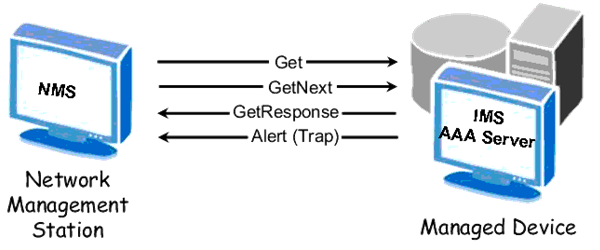 NMS
Get
GetNext
GetResponse
Alert (Trap)
IMS
AAA Server
Network
Management
Station
Managed Device